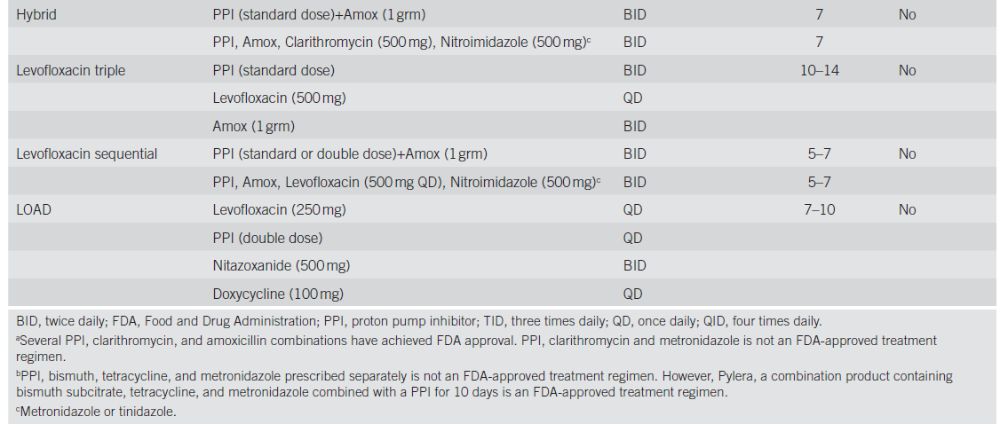 Hybrid PPI (standard dose)+Amox (1 grm) BID 7 No
PPI, Amox, Clarithromycin (500 mg), Nitroimidazole (500 mg)ᶜ BID 7
Levofloxacin triple PPI (standard dose) BID 10–14 No
Levofloxacin (500 mg) QD
Amox (1 grm) BID
Levofloxacin sequential PPI (standard or double dose)+Amox (1 grm) BID 5–7 No
PPI, Amox, Levofloxacin (500 mg QD), Nitroimidazole (500 mg)ᶜ BID 5–7
LOAD Levofloxacin (250 mg) QD 7–10 No
PPI (double dose) QD
Nitazoxanide (500 mg) BID
Doxycycline (100 mg) QD
BID, twice daily; FDA, Food and Drug Administration; PPI, proton pump inhibitor; TID, three times daily; QD, once daily; QID, four times daily.
ᵃSeveral PPI, clarithromycin, and amoxicillin combinations have achieved FDA approval. PPI, clarithromycin and metronidazole is not an FDA-approved treatment
regimen.
ᵇPPI, bismuth, tetracycline, and metronidazole prescribed separately is not an FDA-approved treatment regimen. However, Pylera, a combination product containing
bismuth subcitrate, tetracycline, and metronidazole combined with a PPI for 10 days is an FDA-approved treatment regimen.
ᶜMetronidazole or tinidazole.